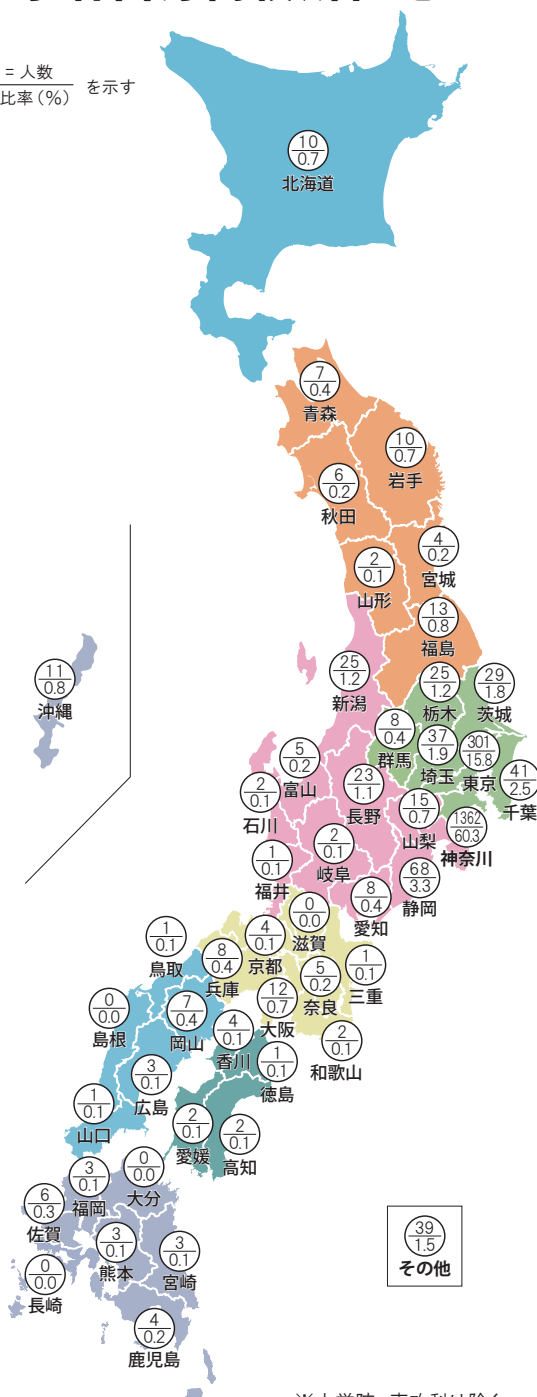 = 人数
比率(%) を示す
10
0.7
北海道
7
0.4
青森
10
0.7
岩手
6
0.2
秋田
4
0.2
宮城
2
0.1
山形
13
0.8
福島
25
1.2
新潟
25
1.2
栃木
29
1.8
茨城
11
0.8
沖縄
8
0.4
群馬
37
1.9
埼玉
301
15.8
東京
41
2.5
千葉
5
0.2
富山
2
0.1
石川
23
1.1
長野
15
0.7
山梨
1362
60.3
神奈川
2
0.1
岐阜
1
0.1
福井
68
3.3
静岡
8
0.4
愛知
0
0.0
滋賀
4
0.1
京都
1
0.1
鳥取
8
0.4
兵庫
5
0.2
奈良
1
0.1
三重
12
0.7
大阪
2
0.1
和歌山
0
0.0
島根
7
0.4
岡山
4
0.1
香川
1
0.1
徳島
3
0.1
広島
1
0.1
山口
2
0.1
愛媛
2
0.1
高知
0
0.0
大分
3
0.1
福岡
6
0.3
佐賀
3
0.1
熊本
3
0.1
宮崎
0
0.0
長崎
4
0.2
鹿児島
39
1.5
その他